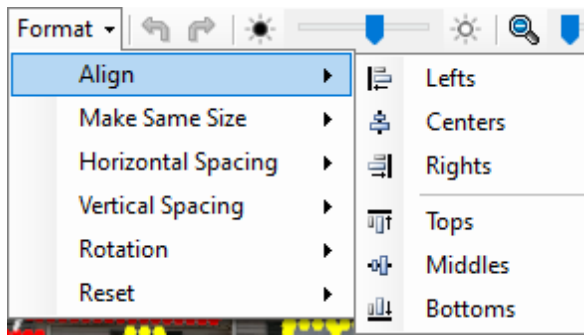 Format
Align
Make Same Size
Horizontal Spacing
Vertical Spacing
Rotation
Reset
Lefts
Centers
Rights
Tops
Middles
Bottoms